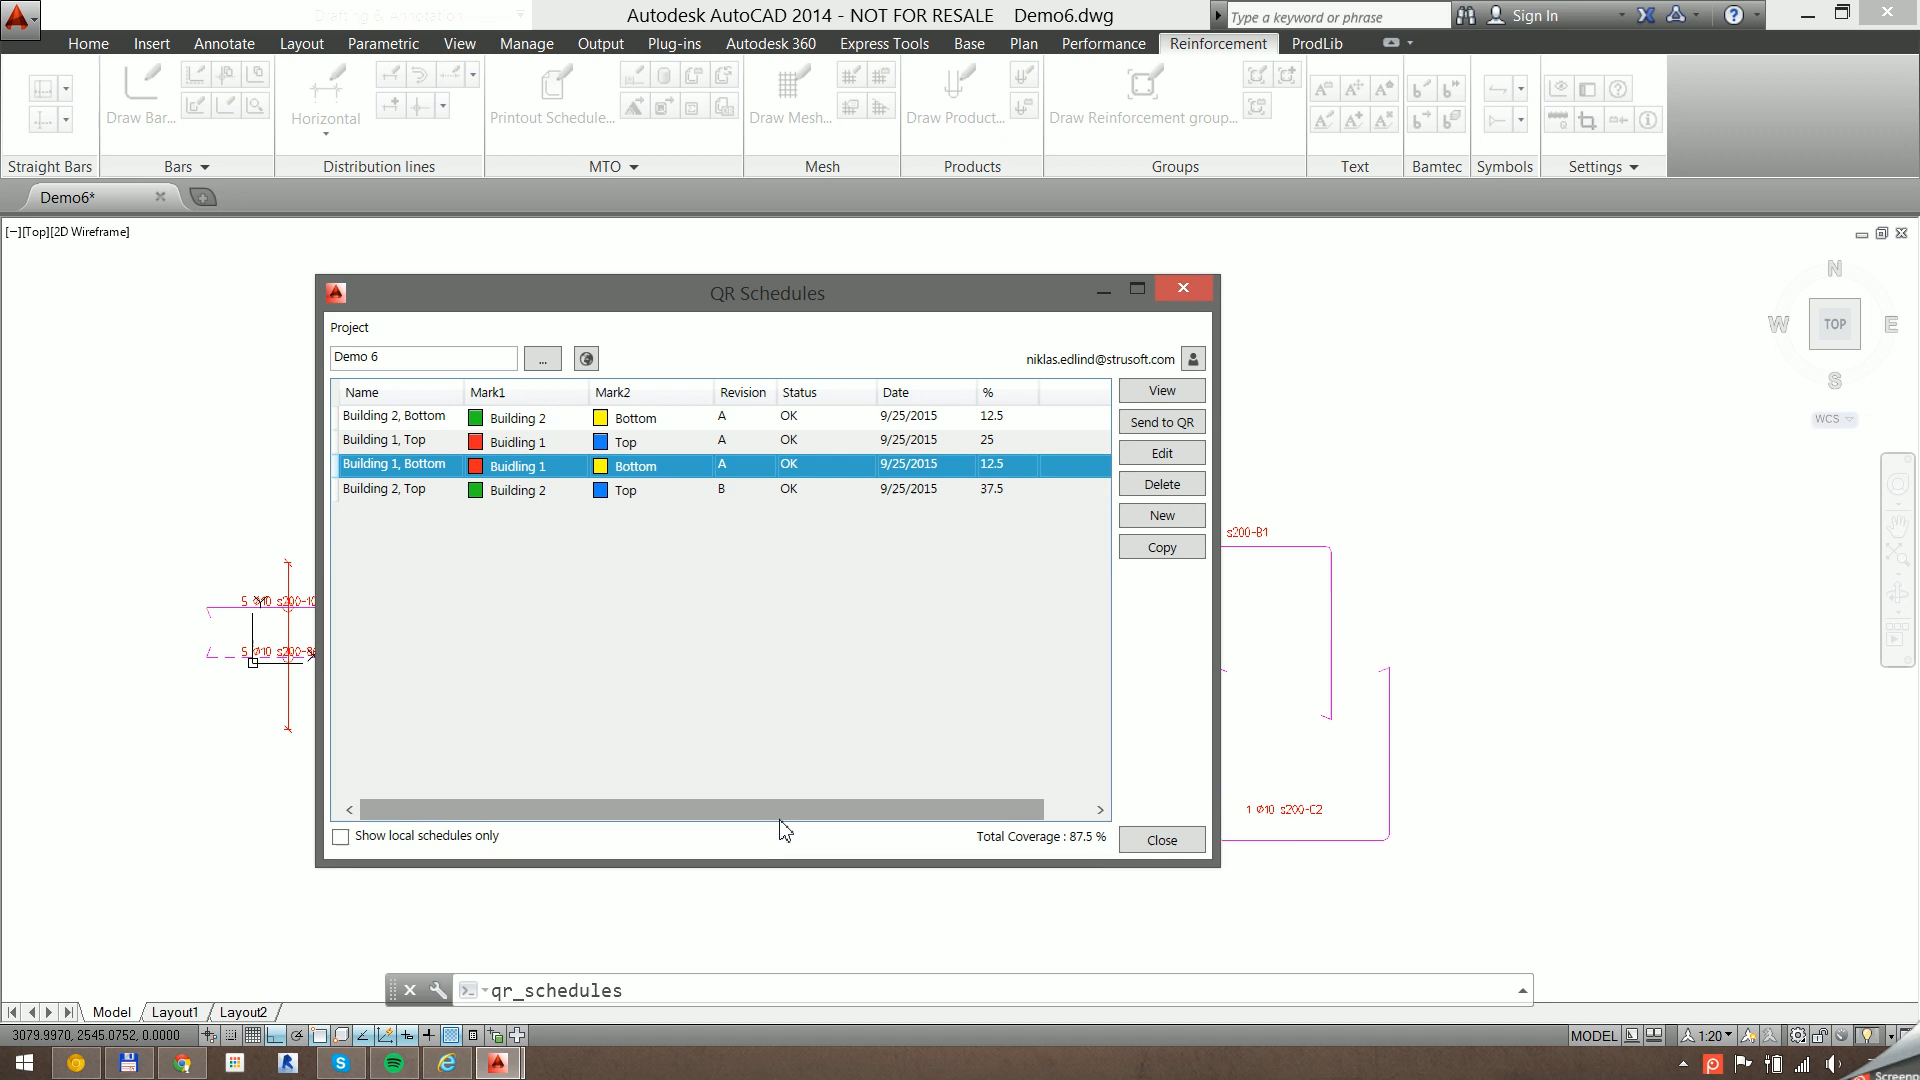 Drafting & Annotation
Autodesk AutoCAD 2014 - NOT FOR RESALE Demo6.dwg
Type a keyword or phrase
Sign In
Home Insert Annotate Layout Parametric View Manage Output Plug-ins Autodesk 360 Express Tools Base Plan Performance Reinforcement ProdLib
Draw Bar... Horizontal Printout Schedule... Draw Mesh... Draw Product... Draw Reinforcement group...
Straight Bars Bars Distribution lines MTO Mesh Products Groups Text Bamtec Symbols Settings
Demo6*
[−][Top][2D Wireframe]
N
W TOP E
S
WCS
QR Schedules
Project
Demo 6 ... niklas.edlind@strusoft.com
Name Mark1 Mark2 Revision Status Date %
Building 2, Bottom Building 2 Bottom A OK 9/25/2015 12.5
Building 1, Top Buidling 1 Top A OK 9/25/2015 25
Building 1, Bottom Buidling 1 Bottom A OK 9/25/2015 12.5
Building 2, Top Building 2 Top B OK 9/25/2015 37.5
View
Send to QR
Edit
Delete
New
Copy
Show local schedules only
Total Coverage : 87.5 %
Close
s200-B1
1 Ø10 s200-C2
qr_schedules
Model Layout1 Layout2
3079.9970, 2545.0752, 0.0000
MODEL 1:20